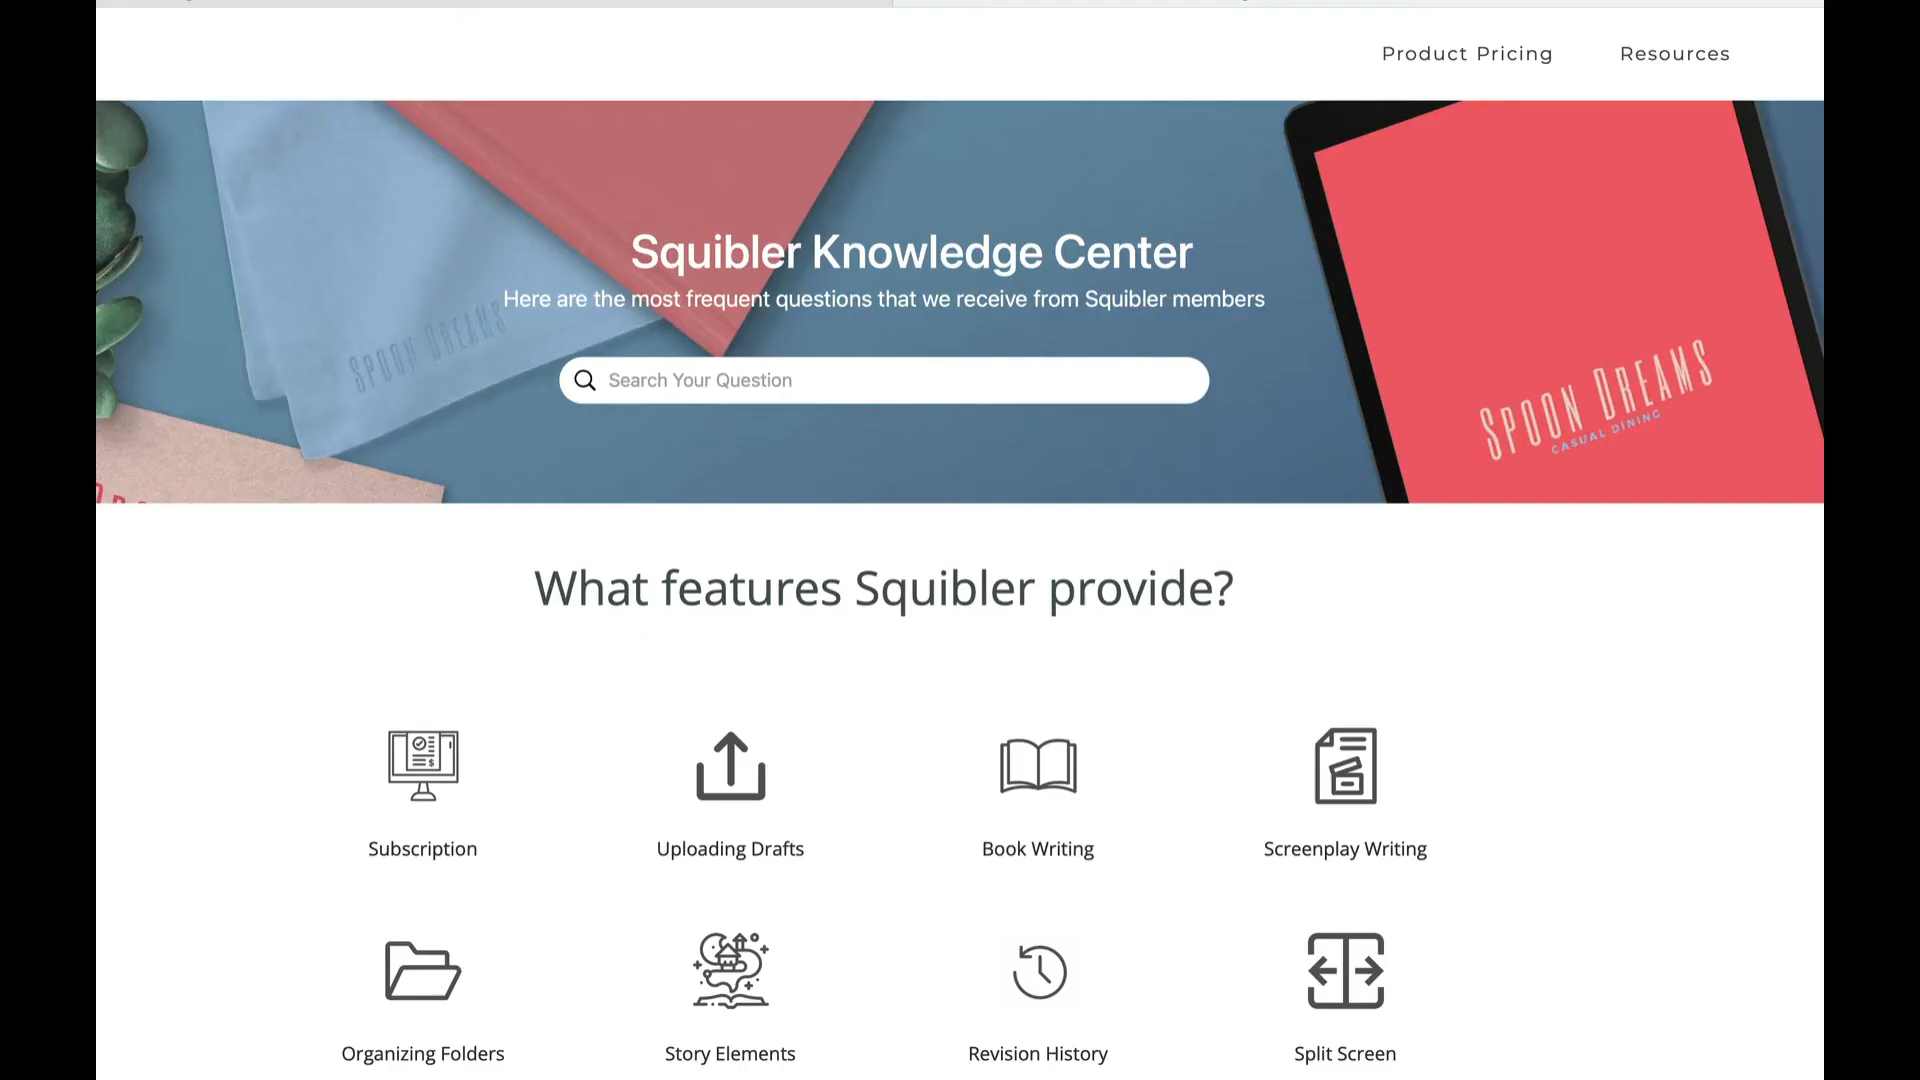 Product Pricing
Resources
Squibler Knowledge Center
Here are the most frequent questions that we receive from Squibler members
SPOON DREAMS
Search Your Question
SPOON DREAMS
CASUAL DINING
What features Squibler provide?
Subscription
Uploading Drafts
Book Writing
Screenplay Writing
Organizing Folders
Story Elements
Revision History
Split Screen